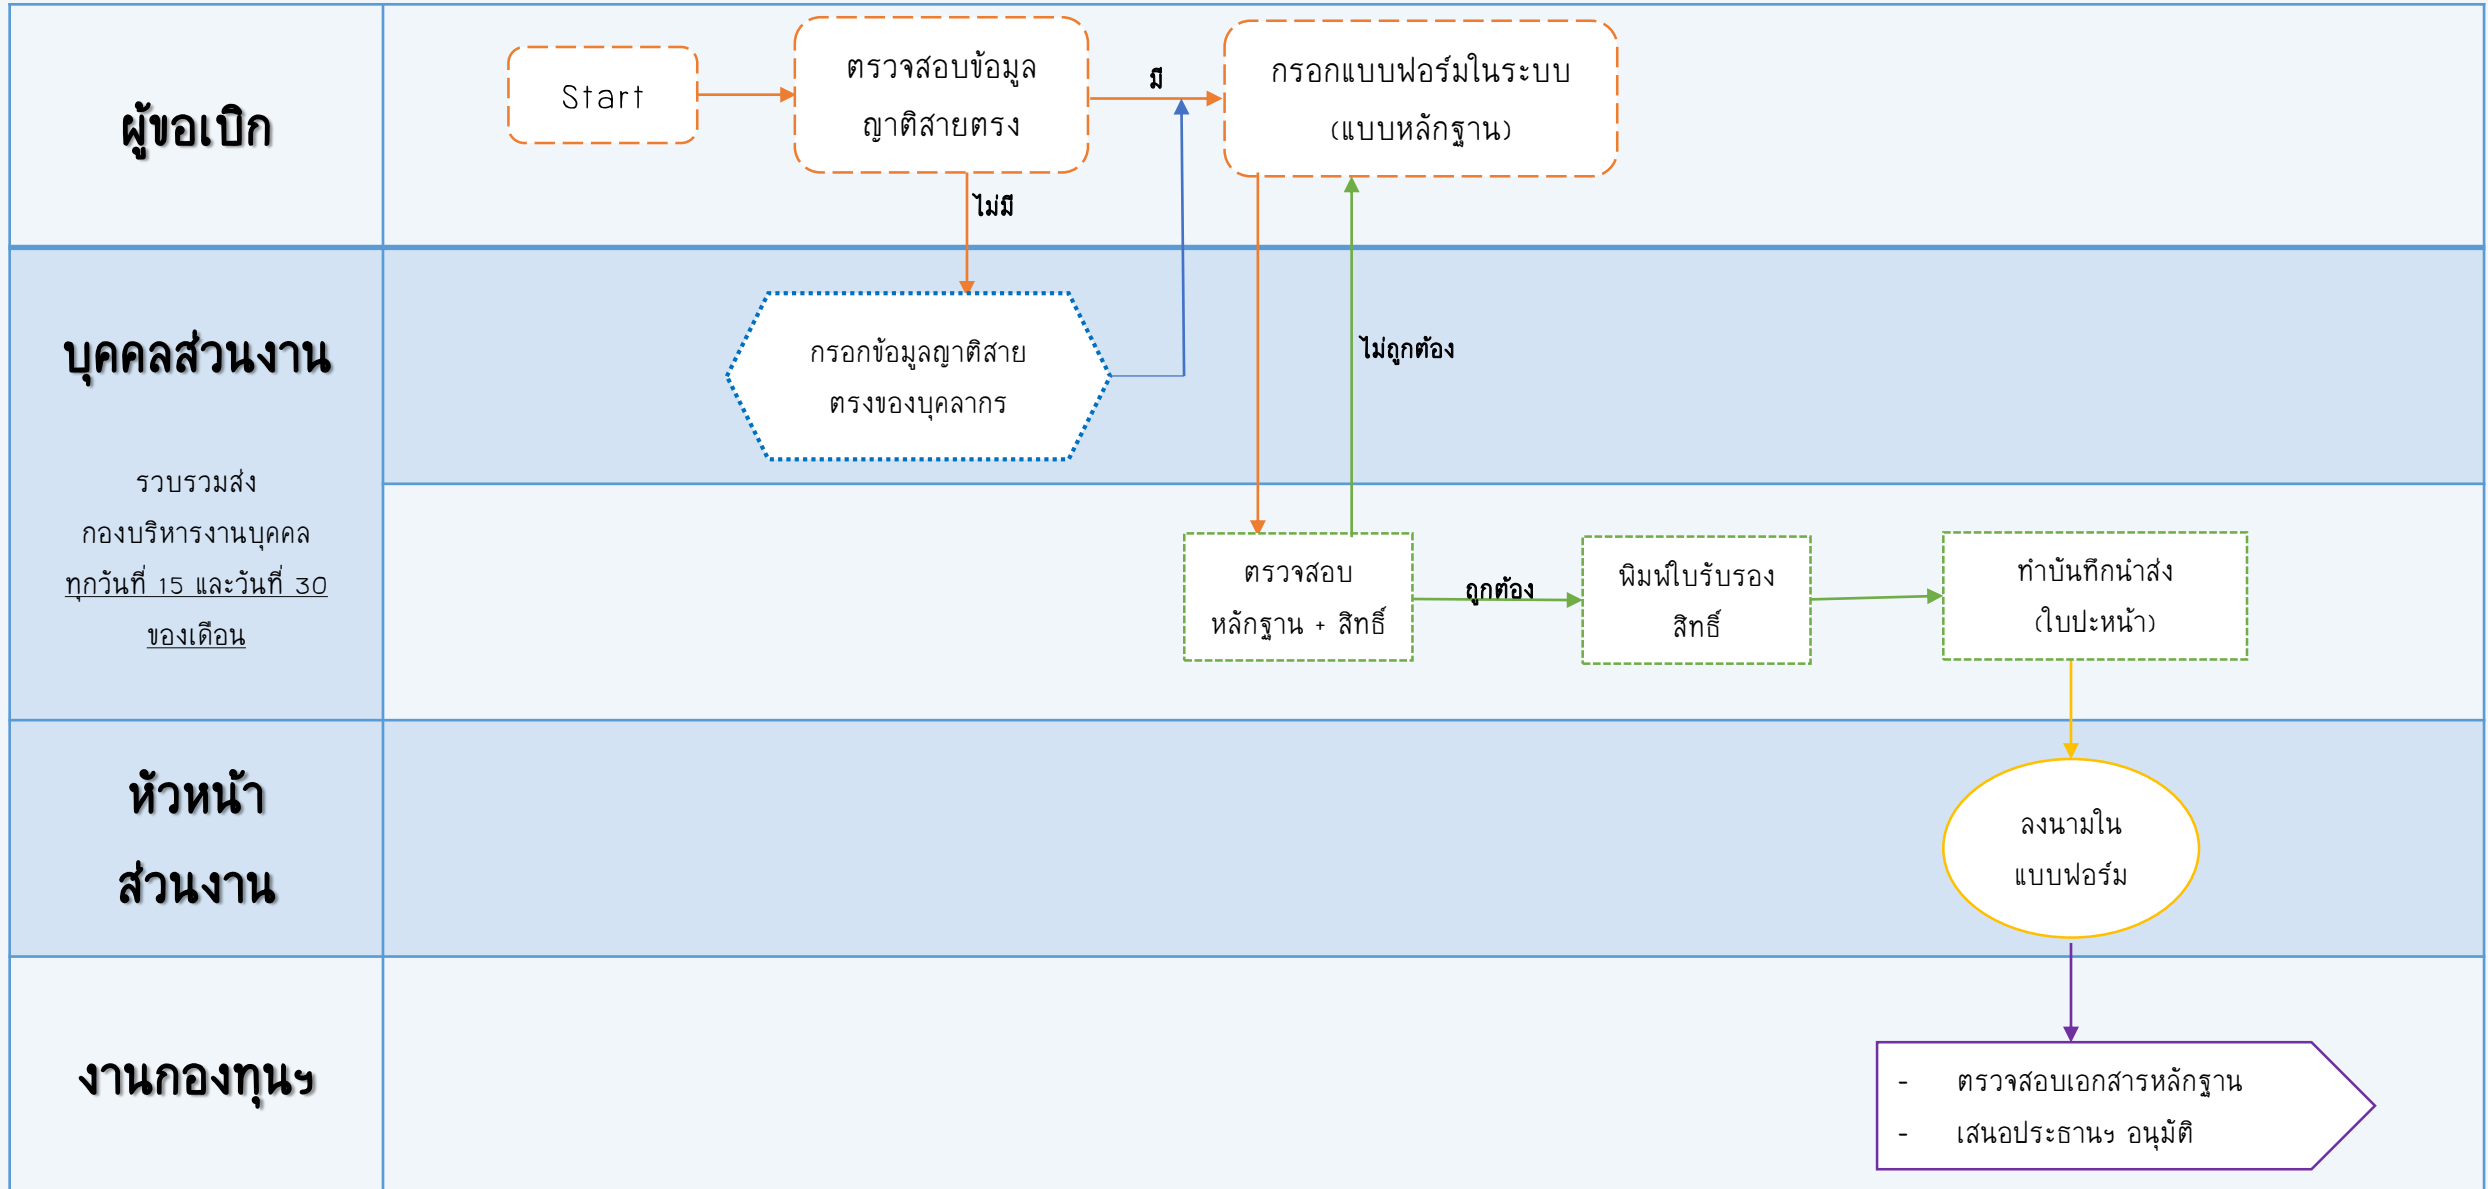 ผู้ขอเบิก
Start
ตรวจสอบข้อมูล
ญาติสายตรง
มี
กรอกแบบฟอร์มในระบบ
(แบบหลักฐาน)
ไม่มี
บุคคลส่วนงาน
รวบรวมส่ง
กองบริหารงานบุคคล
ทุกวันที่ 15 และวันที่ 30
ของเดือน
กรอกข้อมูลญาติสาย
ตรงของบุคลากร
ไม่ถูกต้อง
ตรวจสอบ
หลักฐาน + สิทธิ์
ถูกต้อง
พิมพ์ใบรับรอง
สิทธิ์
ทำบันทึกนำส่ง
(ใบปะหน้า)
หัวหน้า
ส่วนงาน
ลงนามใน
แบบฟอร์ม
งานกองทุนฯ
- ตรวจสอบเอกสารหลักฐาน
- เสนอประธานฯ อนุมัติ